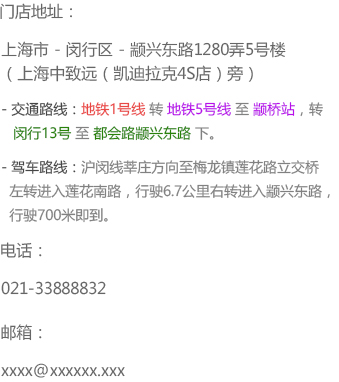 门店地址：
上海市 - 闵行区 - 颛兴东路1280弄5号楼
（上海中致远（凯迪拉克4S店）旁）
- 交通路线：地铁1号线 转 地铁5号线 至 颛桥站，转
闵行13号 至 都会路颛兴东路 下。
- 驾车路线：沪闵线莘庄方向至梅龙镇莲花路立交桥
左转进入莲花南路，行驶6.7公里右转进入颛兴东路，
行驶700米即到。
电话：
021-33888832
邮箱：
xxxx@xxxxxx.xxx